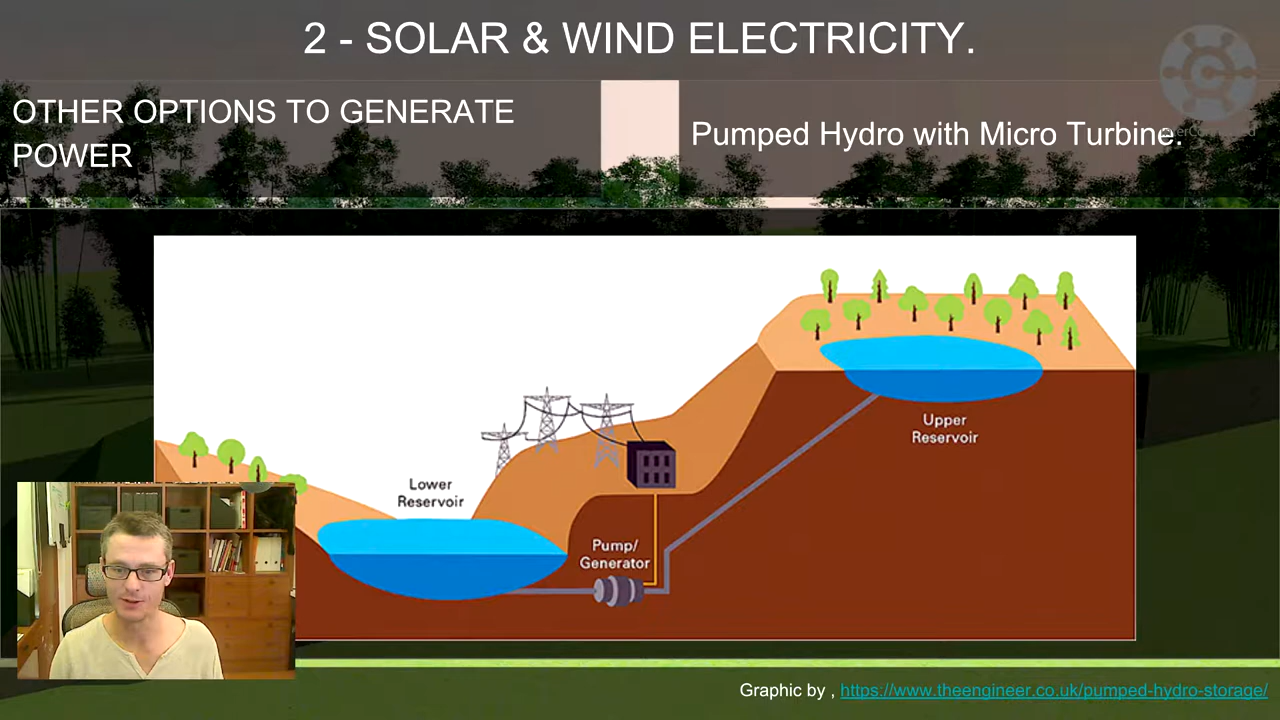 2 - SOLAR & WIND ELECTRICITY.
OTHER OPTIONS TO GENERATE
POWER
Pumped Hydro with Micro Turbine.
Upper
Reservoir
Lower
Reservoir
Pump/
Generator
Graphic by , https://www.theengineer.co.uk/pumped-hydro-storage/